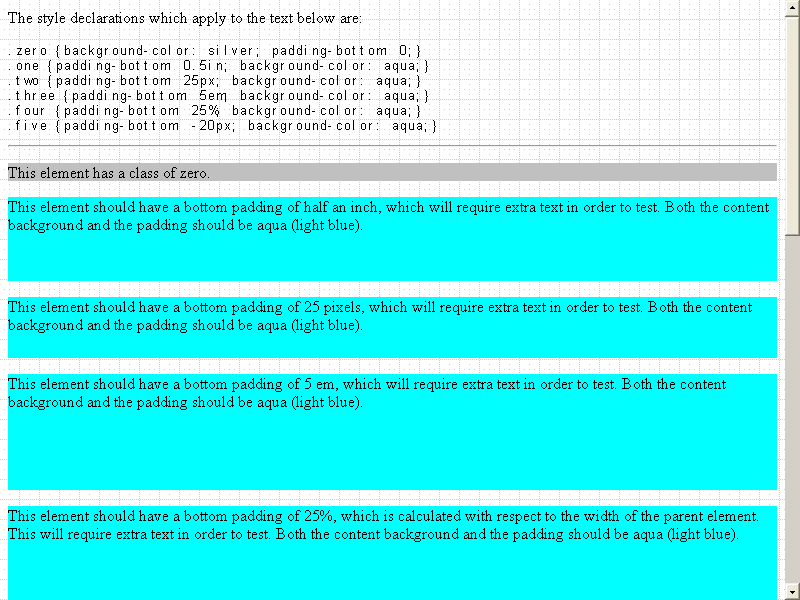 The style declarations which apply to the text below are:
.zero {background-color: silver; padding-bottom 0;}
.one {padding-bottom 0.5in; background-color: aqua;}
.two {padding-bottom 25px; background-color: aqua;}
.three {padding-bottom 5em; background-color: aqua;}
.four {padding-bottom 25%; background-color: aqua;}
.five {padding-bottom -20px; background-color: aqua;}
This element has a class of zero.
This element should have a bottom padding of half an inch, which will require extra text in order to test. Both the content
background and the padding should be aqua (light blue).
This element should have a bottom padding of 25 pixels, which will require extra text in order to test. Both the content
background and the padding should be aqua (light blue).
This element should have a bottom padding of 5 em, which will require extra text in order to test. Both the content
background and the padding should be aqua (light blue).
This element should have a bottom padding of 25%, which is calculated with respect to the width of the parent element.
This will require extra text in order to test. Both the content background and the padding should be aqua (light blue).